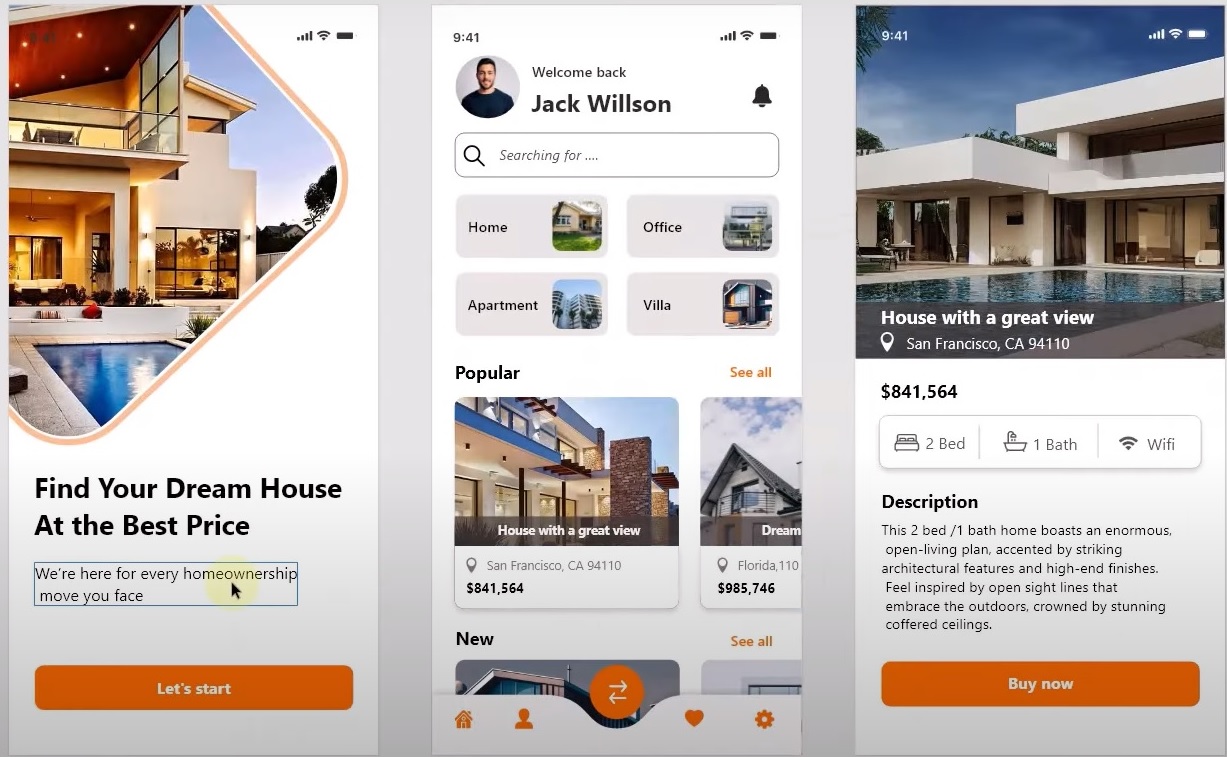 9:41
Find Your Dream House
At the Best Price
We're here for every homeownership
move you face
Let's start
9:41
Welcome back
Jack Willson
Searching for ....
Home
Office
Apartment
Villa
Popular
See all
House with a great view
San Francisco, CA 94110
$841,564
Dream
Florida,110
$985,746
New
See all
9:41
House with a great view
San Francisco, CA 94110
$841,564
2 Bed
1 Bath
Wifi
Description
This 2 bed /1 bath home boasts an enormous,
open-living plan, accented by striking
architectural features and high-end finishes.
Feel inspired by open sight lines that
embrace the outdoors, crowned by stunning
coffered ceilings.
Buy now